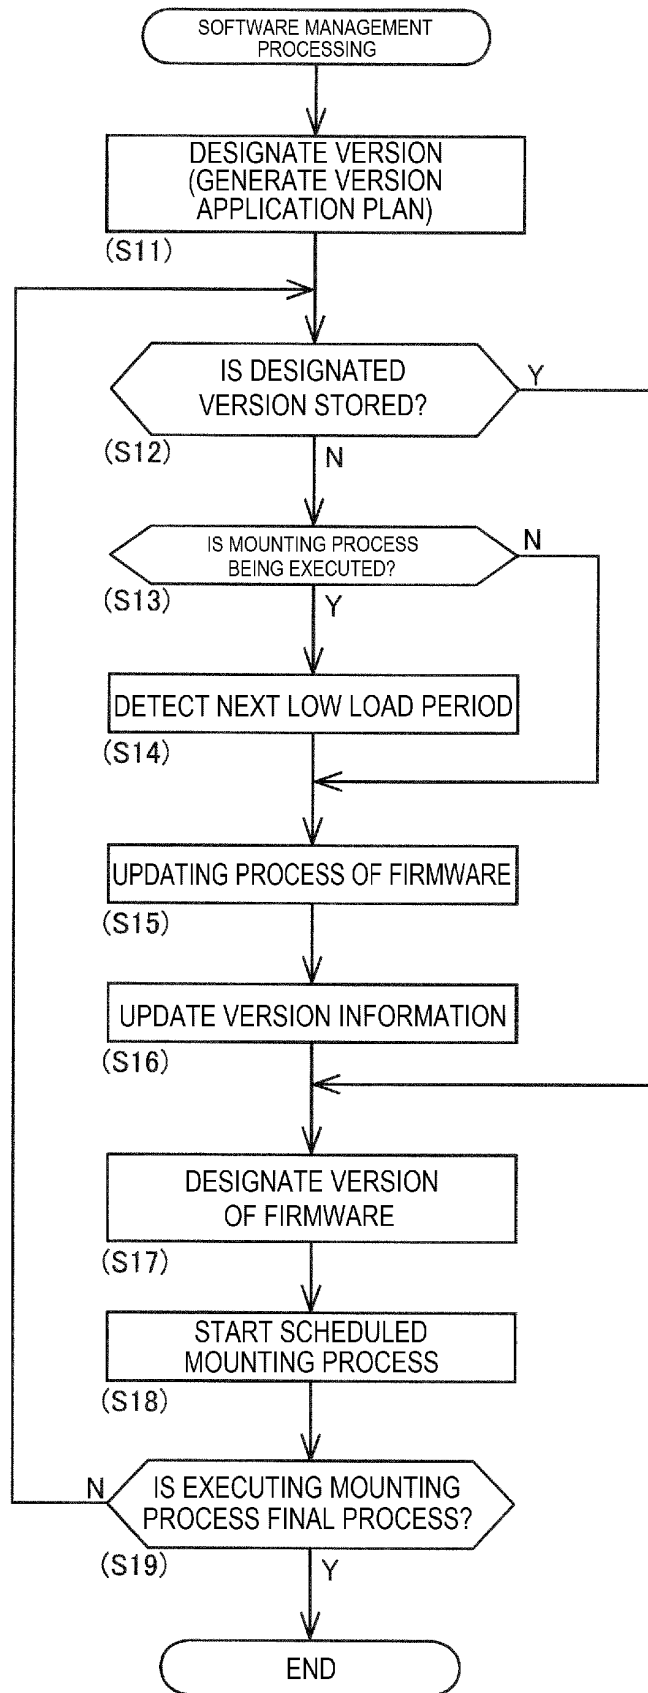 SOFTWARE MANAGEMENT
PROCESSING
DESIGNATE VERSION
(GENERATE VERSION
APPLICATION PLAN)
(S11)
IS DESIGNATED
VERSION STORED?
Y
(S12)
N
IS MOUNTING PROCESS
BEING EXECUTED?
N
(S13)
Y
DETECT NEXT LOW LOAD PERIOD
(S14)
UPDATING PROCESS OF FIRMWARE
(S15)
UPDATE VERSION INFORMATION
(S16)
DESIGNATE VERSION
OF FIRMWARE
(S17)
START SCHEDULED
MOUNTING PROCESS
(S18)
N
IS EXECUTING MOUNTING
PROCESS FINAL PROCESS?
(S19)
Y
END